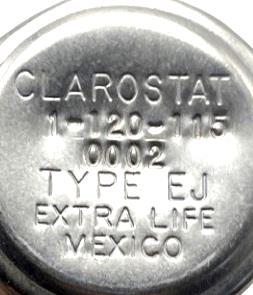 CLAROSTAT
1-120-115
0002
TYPE EJ
EXTRA LIFE
MEXICO